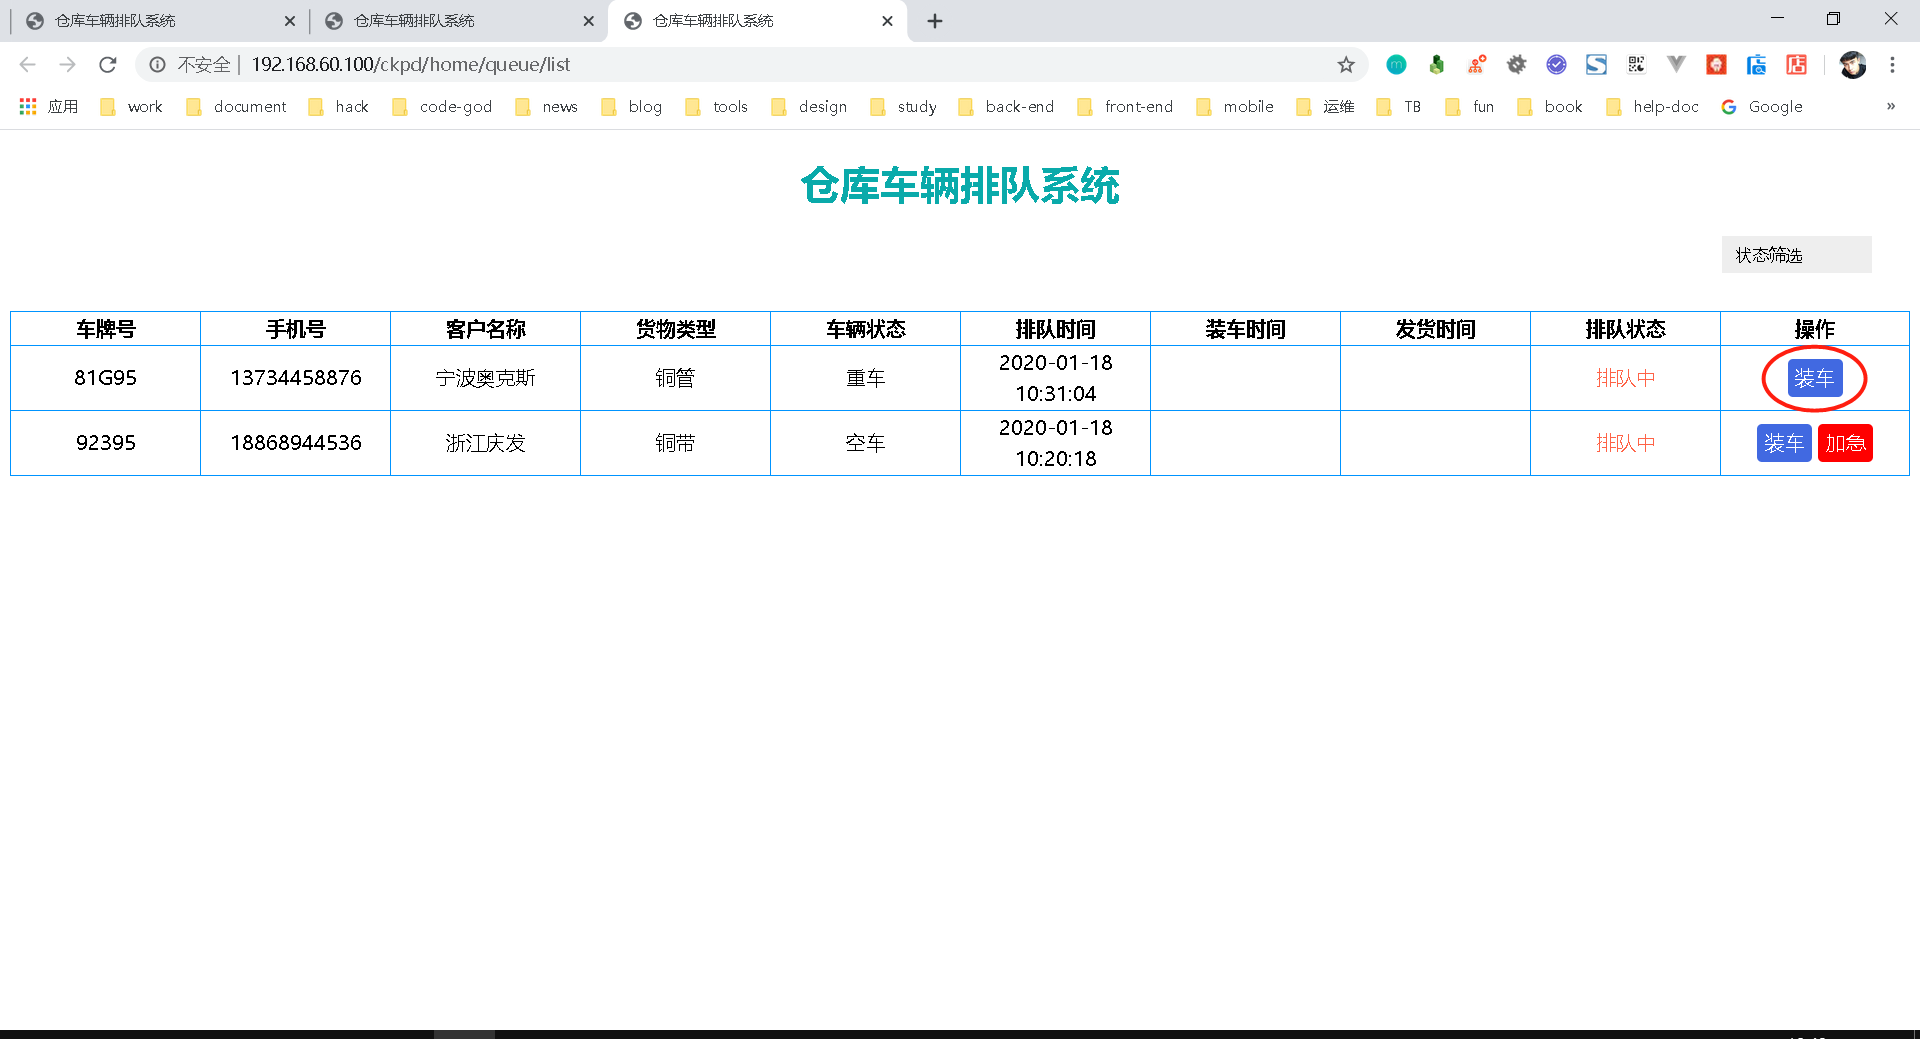 仓库车辆排队系统 仓库车辆排队系统 仓库车辆排队系统
不安全 | 192.168.60.100/ckpd/home/queue/list
应用 work document hack code-god news blog tools design study back-end front-end mobile 运维 TB fun book help-doc Google »
仓库车辆排队系统
状态筛选
车牌号 手机号 客户名称 货物类型 车辆状态 排队时间 装车时间 发货时间 排队状态 操作
81G95 13734458876 宁波奥克斯 铜管 重车 2020-01-18 10:31:04 排队中 装车
92395 18868944536 浙江庆发 铜带 空车 2020-01-18 10:20:18 排队中 装车 加急